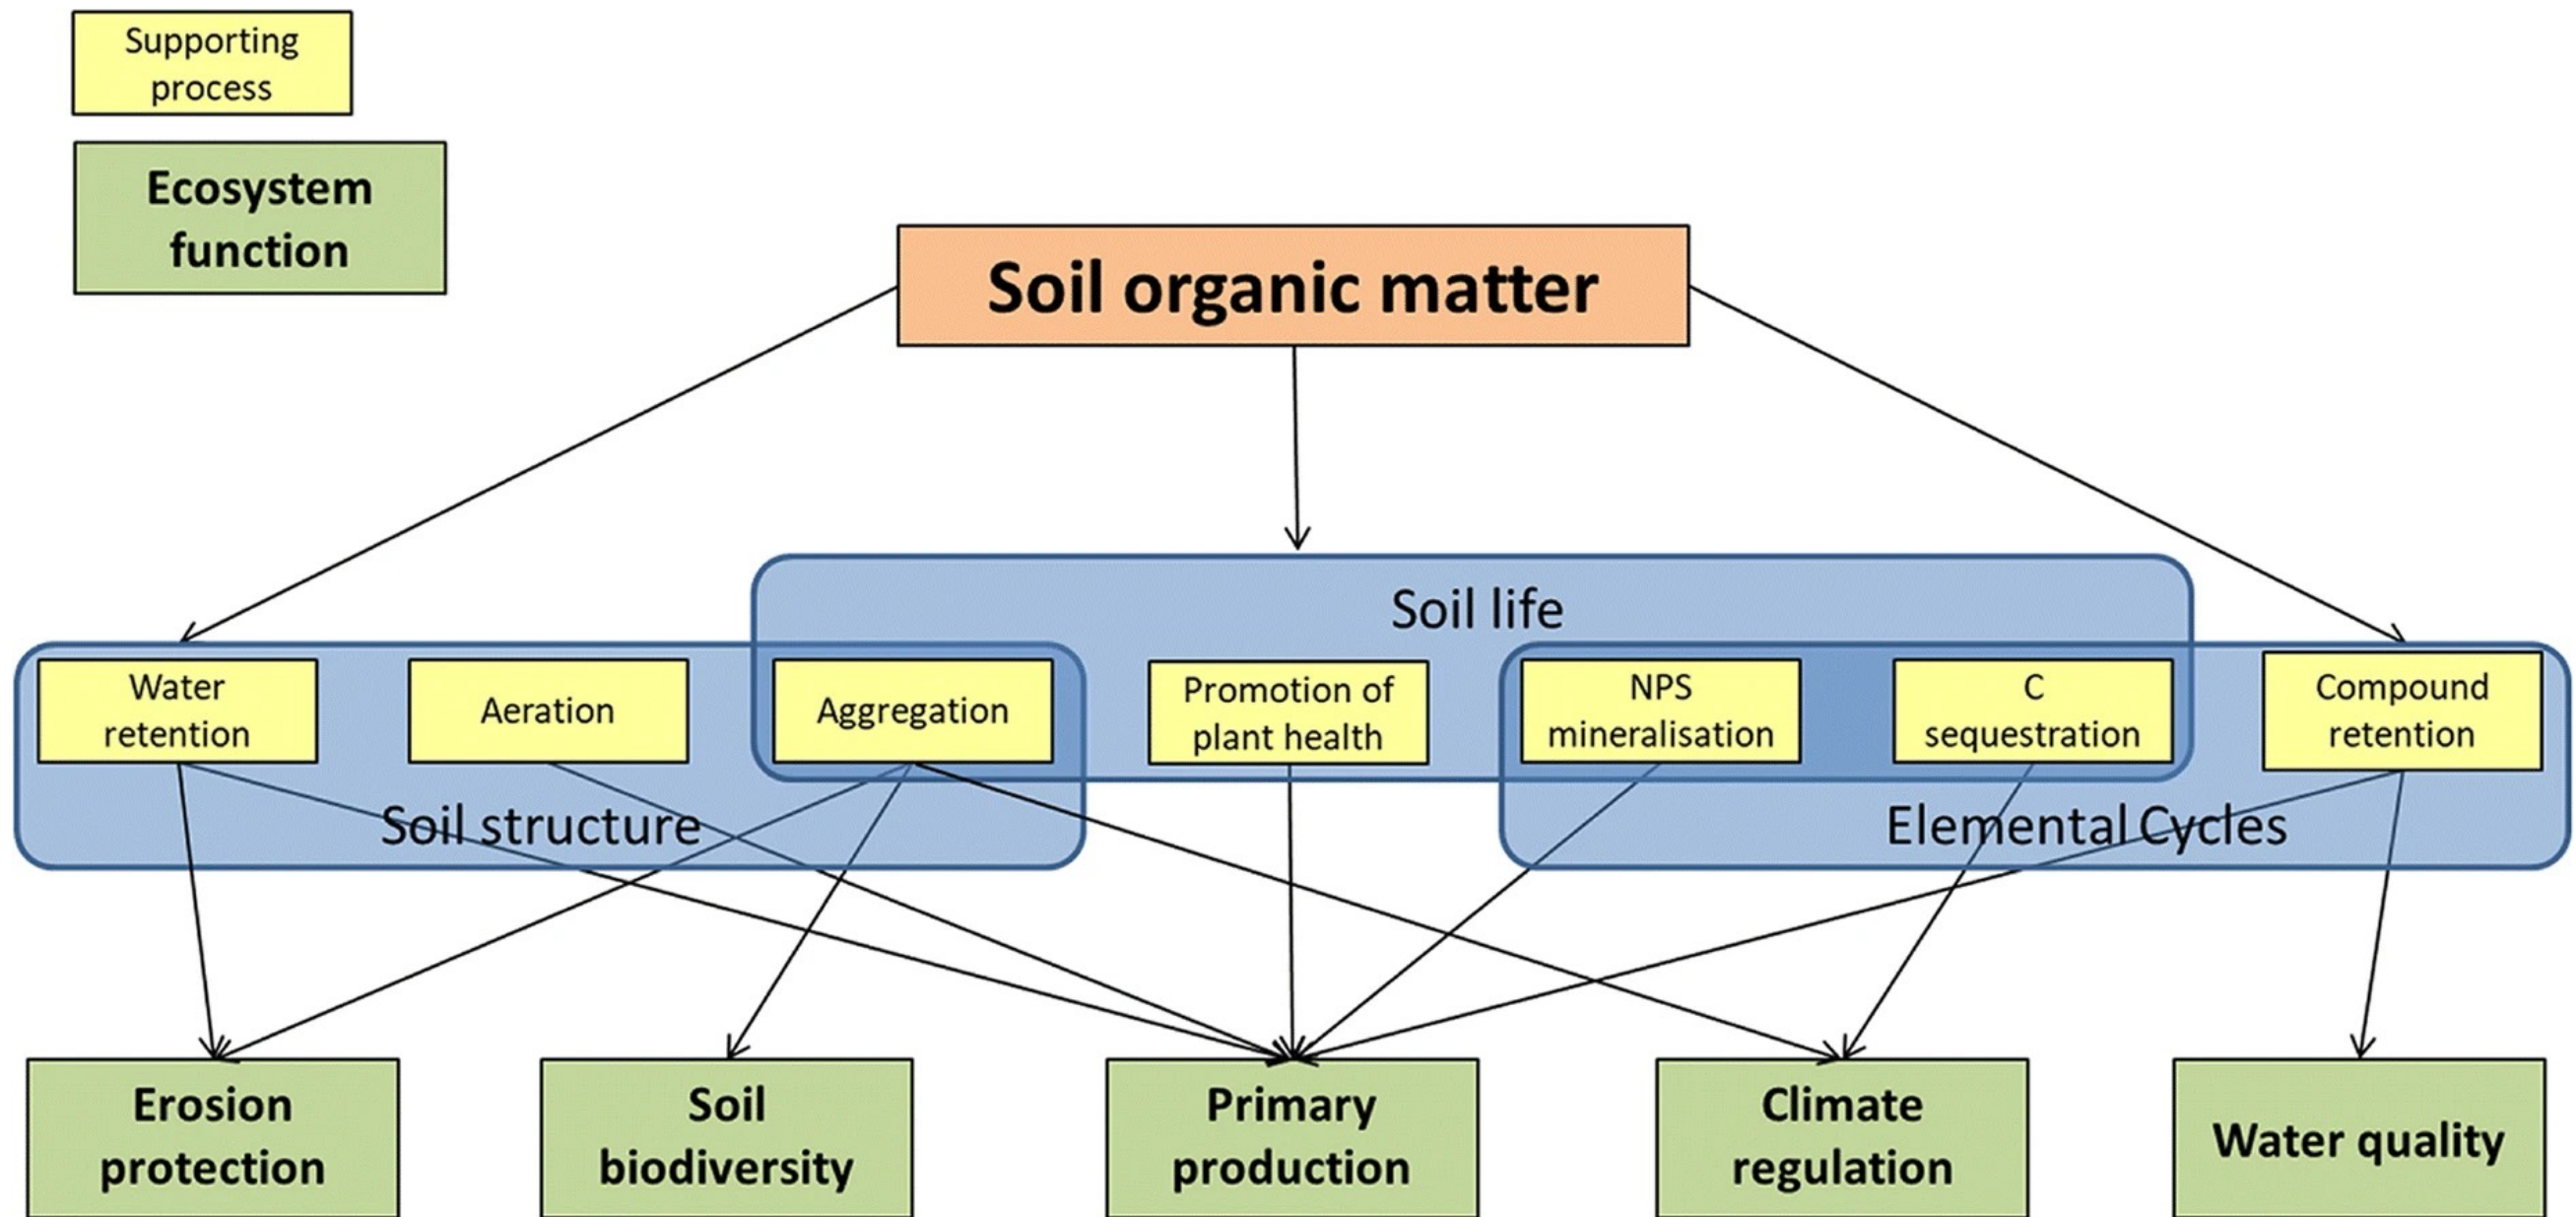 Supporting
process
Ecosystem
function
Soil organic matter
Soil life
Water
retention
Aeration
Aggregation
Promotion of
plant health
NPS
mineralisation
C
sequestration
Compound
retention
Soil structure
Elemental Cycles
Erosion
protection
Soil
biodiversity
Primary
production
Climate
regulation
Water quality